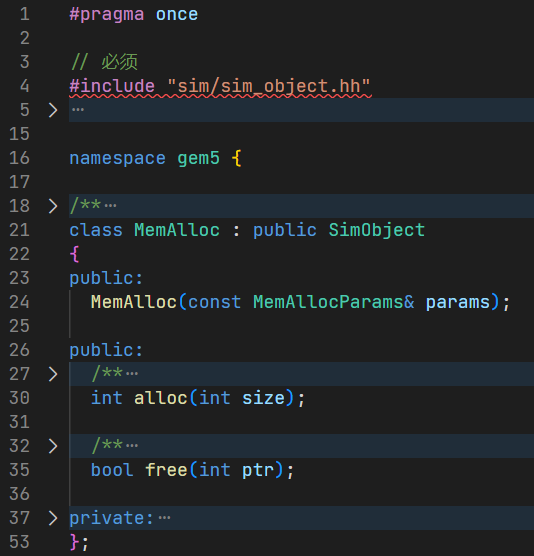 1 #pragma once
2
3 // 必须
4 #include "sim/sim_object.hh"
5 > ⋯
15
16 namespace gem5 {
17
18 > /**⋯
21 class MemAlloc : public SimObject
22 {
23 public:
24 MemAlloc(const MemAllocParams& params);
25
26 public:
27 > /**⋯
30 int alloc(int size);
31
32 > /**⋯
35 bool free(int ptr);
36
37 > private:⋯
53 };